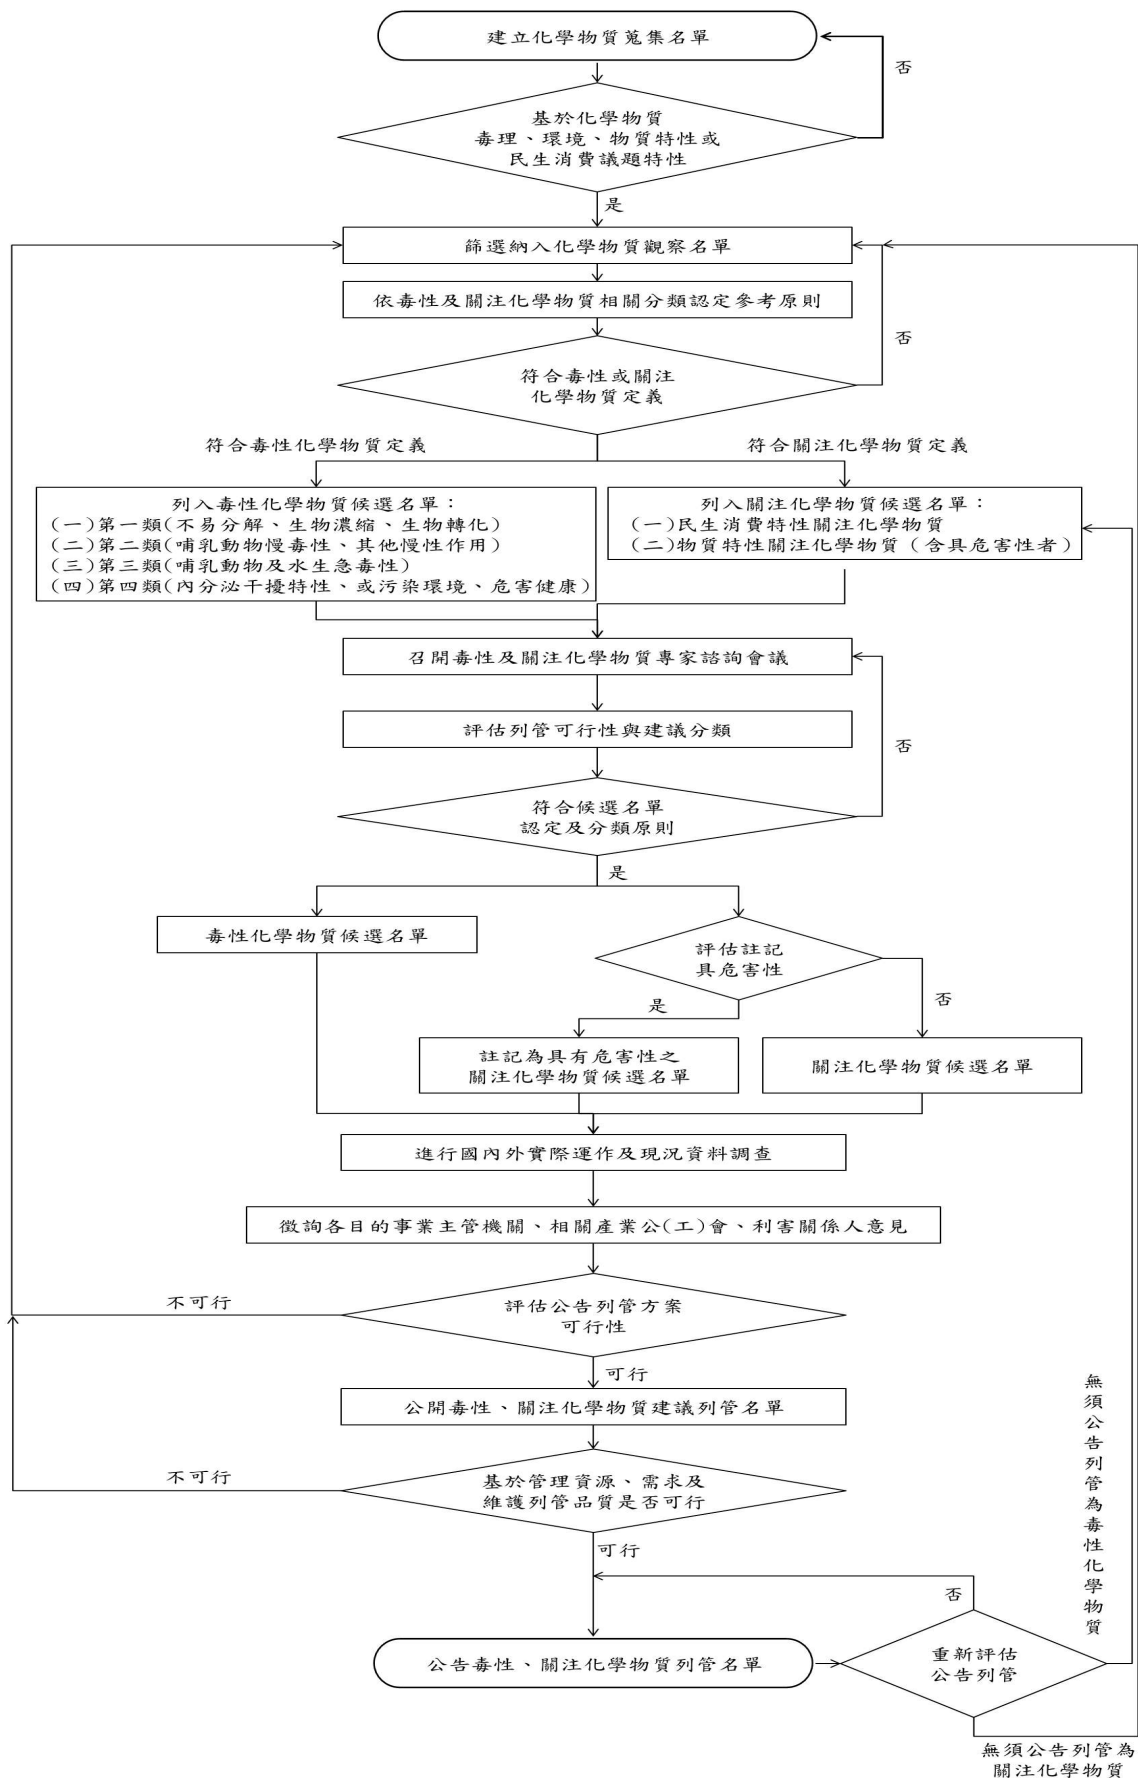 建立化學物質蒐集名單
否
基於化學物質
毒理、環境、物質特性或
民生消費議題特性
是
篩選納入化學物質觀察名單
依毒性及關注化學物質相關分類認定參考原則
否
符合毒性或關注
化學物質定義
符合毒性化學物質定義
符合關注化學物質定義
列入毒性化學物質候選名單：
(一)第一類(不易分解、生物濃縮、生物轉化)
(二)第二類(哺乳動物慢毒性、其他慢性作用)
(三)第三類(哺乳動物及水生急毒性)
(四)第四類(內分泌干擾特性、或污染環境、危害健康)
列入關注化學物質候選名單：
(一)民生消費特性關注化學物質
(二)物質特性關注化學物質（含具危害性者）
召開毒性及關注化學物質專家諮詢會議
評估列管可行性與建議分類
否
符合候選名單
認定及分類原則
是
毒性化學物質候選名單
評估註記
具危害性
是
否
註記為具有危害性之
關注化學物質候選名單
關注化學物質候選名單
進行國內外實際運作及現況資料調查
徵詢各目的事業主管機關、相關產業公(工)會、利害關係人意見
不可行
評估公告列管方案
可行性
可行
公開毒性、關注化學物質建議列管名單
不可行
基於管理資源、需求及
維護列管品質是否可行
可行
無須公告列管為毒性化學物質
否
公告毒性、關注化學物質列管名單
重新評估
公告列管
無須公告列管為
關注化學物質